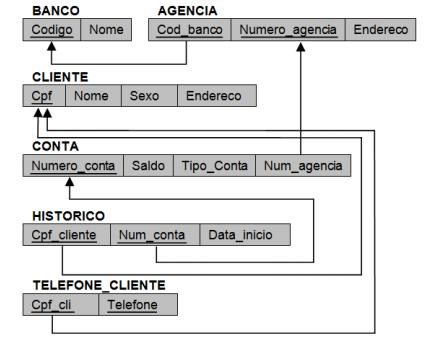 BANCO AGENCIA
Codigo Nome Cod_banco Numero_agencia Endereco
CLIENTE
Cpf Nome Sexo Endereco
CONTA
Numero_conta Saldo Tipo_Conta Num_agencia
HISTORICO
Cpf_cliente Num_conta Data_inicio
TELEFONE_CLIENTE
Cpf_cli Telefone